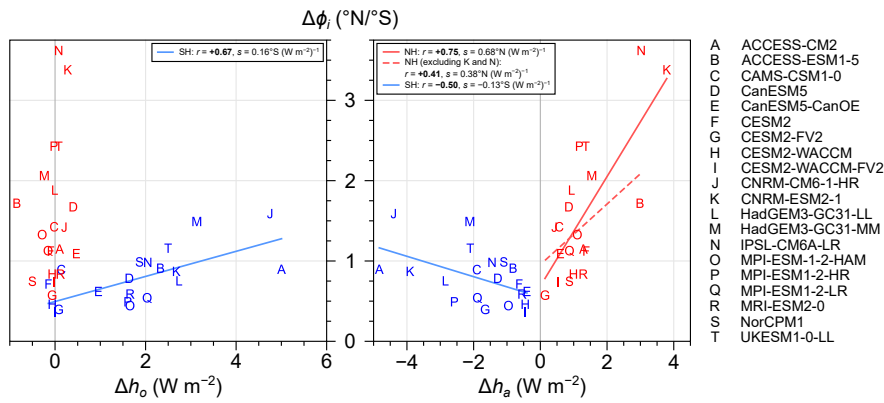 Δϕi (°N/°S)
SH: r = +0.67, s = 0.16°S (W m−2)−1
NH: r = +0.75, s = 0.68°N (W m−2)−1
NH (excluding K and N):
r = +0.41, s = 0.38°N (W m−2)−1
SH: r = −0.50, s = −0.13°S (W m−2)−1
3
2
1
0
0 2 4 6
−4 −2 0 2 4
Δho (W m−2)
Δha (W m−2)
A ACCESS-CM2
B ACCESS-ESM1-5
C CAMS-CSM1-0
D CanESM5
E CanESM5-CanOE
F CESM2
G CESM2-FV2
H CESM2-WACCM
I CESM2-WACCM-FV2
J CNRM-CM6-1-HR
K CNRM-ESM2-1
L HadGEM3-GC31-LL
M HadGEM3-GC31-MM
N IPSL-CM6A-LR
O MPI-ESM-1-2-HAM
P MPI-ESM1-2-HR
Q MPI-ESM1-2-LR
R MRI-ESM2-0
S NorCPM1
T UKESM1-0-LL